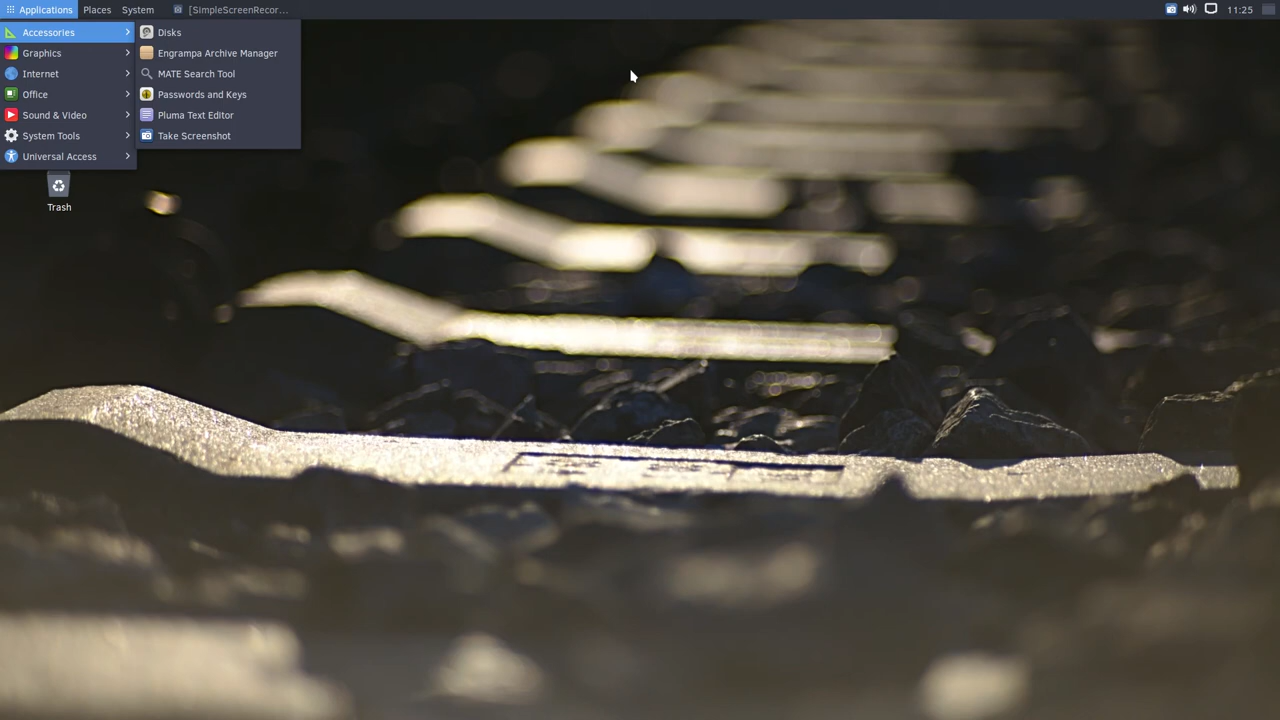 Applications Places System [SimpleScreenRecor... 11:25
Accessories
Graphics
Internet
Office
Sound & Video
System Tools
Universal Access
Disks
Engrampa Archive Manager
MATE Search Tool
Passwords and Keys
Pluma Text Editor
Take Screenshot
Trash